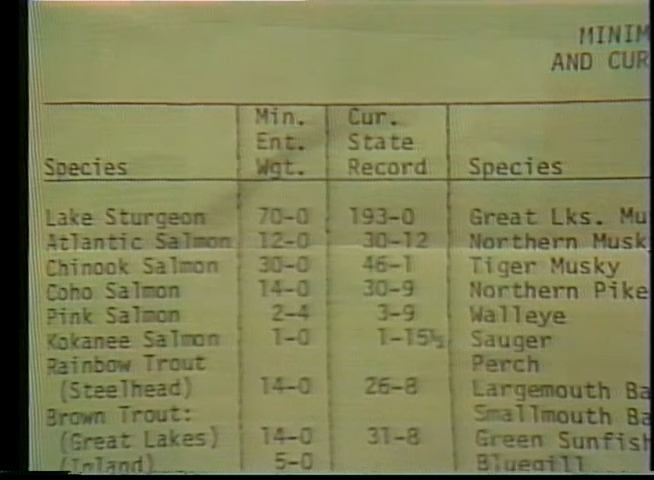 MINIM
AND CUR
Min. Cur.
Ent. State
Species Wgt. Record Species
Lake Sturgeon 70-0 193-0 Great Lks. Mu
Atlantic Salmon 12-0 30-12 Northern Musk
Chinook Salmon 30-0 46-1 Tiger Musky
Coho Salmon 14-0 30-9 Northern Pike
Pink Salmon 2-4 3-9 Walleye
Kokanee Salmon 1-0 1-15½ Sauger
Rainbow Trout Perch
(Steelhead) 14-0 26-8 Largemouth Ba
Brown Trout: Smallmouth Ba
(Great Lakes) 14-0 31-8 Green Sunfish
(Inland) 5-0 Bluegill